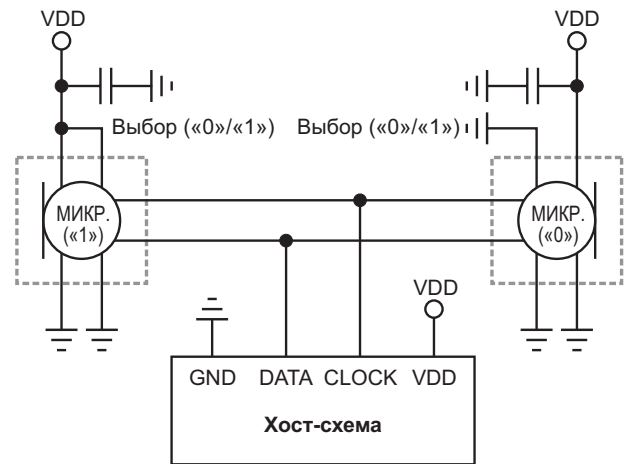 VDD
VDD
Выбор («0»/«1»)
Выбор («0»/«1»)
МИКР.
(«1»)
МИКР.
(«0»)
VDD
GND
DATA
CLOCK
VDD
Хост-схема